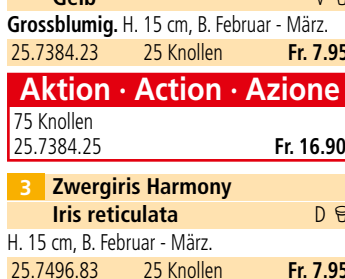 Gelb
Grossblumig. H. 15 cm, B. Februar - März.
25.7384.23 25 Knollen Fr. 7.95
Aktion · Action · Azione
75 Knollen
25.7384.25 Fr. 16.90
3 Zwergiris Harmony
Iris reticulata D
H. 15 cm, B. Februar - März.
25.7496.83 25 Knollen Fr. 7.95